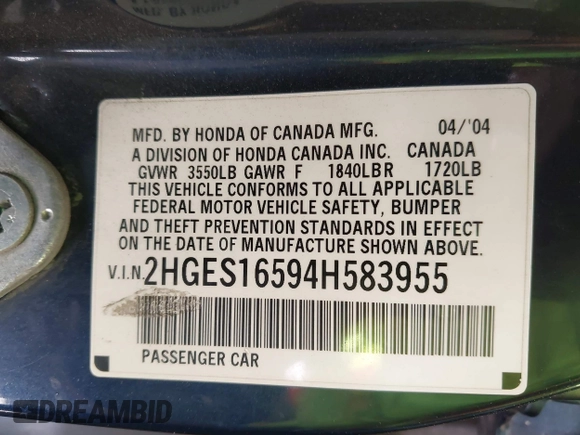 MFD. BY HONDA OF CANADA MFG. 04/'04
A DIVISION OF HONDA CANADA INC. CANADA
GVWR 3550LB GAWR F 1840LBR 1720LB
THIS VEHICLE CONFORMS TO ALL APPLICABLE
FEDERAL MOTOR VEHICLE SAFETY, BUMPER
AND THEFT PREVENTION STANDARDS IN EFFECT
ON THE DATE OF MANUFACTURE SHOWN ABOVE.
V.I.N. 2HGES16594H583955
PASSENGER CAR
DREAMBID